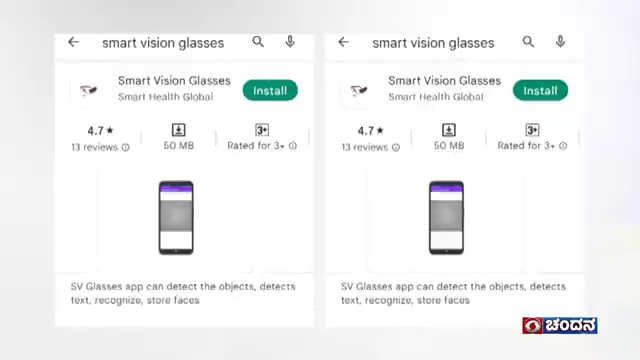 smart vision glasses
Smart Vision Glasses
Smart Health Global
Install
4.7★
13 reviews
50 MB
3+
Rated for 3+
SV Glasses app can detect the objects, detects
text, recognize, store faces
smart vision glasses
Smart Vision Glasses
Smart Health Global
Install
4.7★
13 reviews
50 MB
3+
Rated for 3+
SV Glasses app can detect the objects, detects
text, recognize, store faces
ಚಂದನ